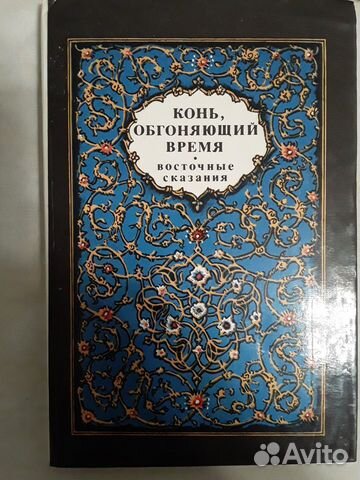 КОНЬ,
ОБГОНЯЮЩИЙ
ВРЕМЯ
•
восточные
сказания
Avito